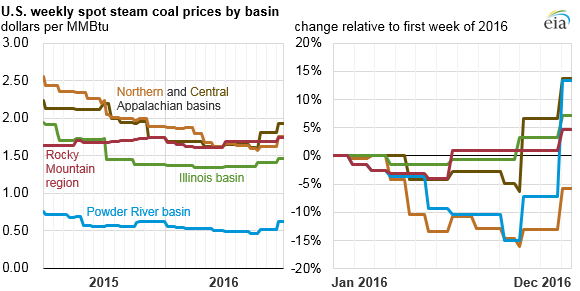 U.S. weekly spot steam coal prices by basin
dollars per MMBtu
3.00
2.50
2.00
1.50
1.00
0.50
0.00
Northern and Central
Appalachian basins
Rocky
Mountain
region
Illinois basin
Powder River basin
2015
2016
change relative to first week of 2016
eia
20%
15%
10%
5%
0%
-5%
-10%
-15%
-20%
Jan 2016
Dec 2016